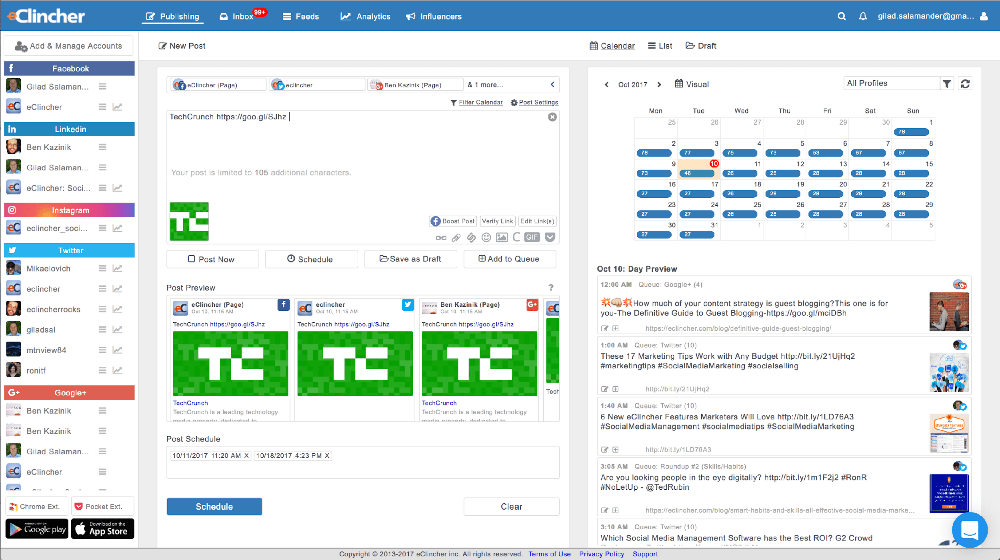 eClincher
Publishing
Inbox 99+
Feeds
Analytics
Influencers
gilad.salamander@gma...
Add & Manage Accounts
Facebook
Gilad Salaman...
eClincher
Linkedin
Ben Kazinik
Gilad Salaman...
eClincher: Soci...
Instagram
eclincher_soci...
Twitter
Mikaelovich
eclincher
eclincherrocks
giladsal
mtnview84
ronitf
G+ Google+
Ben Kazinik
Ben Kazinik
Gilad Salaman...
eClincher
Chrome Ext.
Pocket Ext.
ANDROID APP ON
Google play
Download on the
App Store
New Post
eClincher (Page)
eclincher
Ben Kazinik (Page)
& 1 more...
Filter Calendar
Post Settings
TechCrunch https://goo.gl/SJhz
Your post is limited to 105 additional characters.
TC
Boost Post
Verify Link
Edit Link(s)
GIF
Post Now
Schedule
Save as Draft
Add to Queue
Post Preview
?
eClincher (Page)
Oct 10, 11:15 AM
TechCrunch https://goo.gl/SJhz
TC
TechCrunch
TechCrunch is a leading technology
media property, dedicated to
eclincher
Oct 10, 11:15 AM
TechCrunch https://goo.gl/SJhz
TC
Ben Kazinik (Page)
Oct 10, 11:15 AM
G+
TechCrunch https://goo.gl/SJhz
TC
TechCrunch
TechCrunch is a leading technology
media property, dedicated to
Tech
Post Schedule
10/11/2017 11:20 AM X
10/18/2017 4:23 PM X
Schedule
Clear
Calendar
List
Draft
Oct 2017
Visual
All Profiles
Mon Tue Wed Thu Fri Sat Sun
25 26 27 28 29 30 1
78
2 3 4 5 6 7 8
78 77 75 73 53 67 67
9 10 11 12 13 14 15
73 46 26 28 28 28 28
16 17 18 19 20 21 22
27 27 26 28 28 28 28
23 24 25 26 27 28 29
27 27 26 28 28 28 28
30 31 1 2 3 4 5
27 27
Oct 10: Day Preview
12:00 AM Queue: Google+ (4)
💥👊🏼💥How much of your content strategy is guest blogging?This one is for
you-The Definitive Guide to Guest Blogging-https://goo.gl/mciDBh
https://eclincher.com/blog/definitive-guide-guest-blogging/
1:00 AM Queue: Twitter (10)
These 17 Marketing Tips Work with Any Budget http://bit.ly/21UjHq2
#marketingtips #SocialMediaMarketing #socialselling
http://bit.ly/21UjHq2
1:40 AM Queue: Twitter (10)
6 New eClincher Features Marketers Will Love http://bit.ly/1LD76A3
#SocialMediaManagement #socialmediatips #SocialMediaMarketing
eCLINCHER FEATURES
http://bit.ly/1LD76A3
3:05 AM Queue: Roundup #2 (Skills/Habits)
Are you looking people in the eye digitally? http://bit.ly/1m1F2j2 #RonR
#NoLetUp - @TedRubin
https://eclincher.com/blog/smart-habits-and-skills-all-effective-social-media-marke...
3:10 AM Queue: Twitter (10)
Which Social Media Management Software has the Best ROI? G2 Crowd
Copyright © 2013-2017 eClincher inc. All rights reserved. Terms of Use Privacy Policy Support